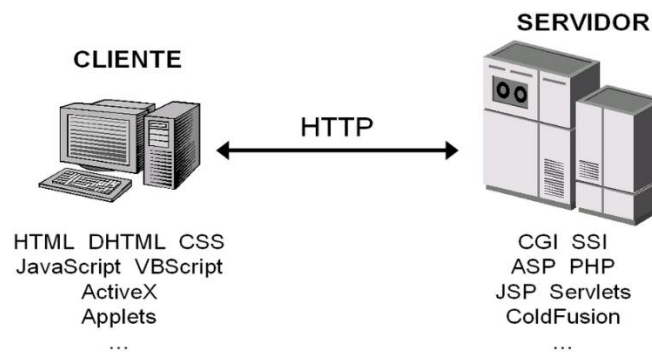 SERVIDOR
CLIENTE
HTTP
HTML DHTML CSS
JavaScript VBScript
ActiveX
Applets
...
CGI SSI
ASP PHP
JSP Servlets
ColdFusion
...